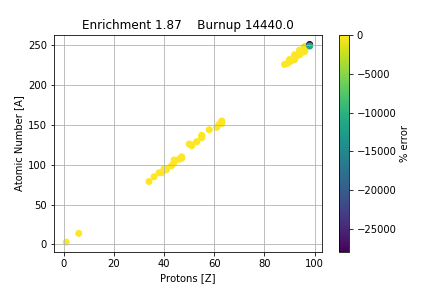 Enrichment 1.87    Burnup 14440.0
250
200
150
100
50
0
Atomic Number [A]
0 20 40 60 80 100
Protons [Z]
0
−5000
−10000
−15000
−20000
−25000
% error